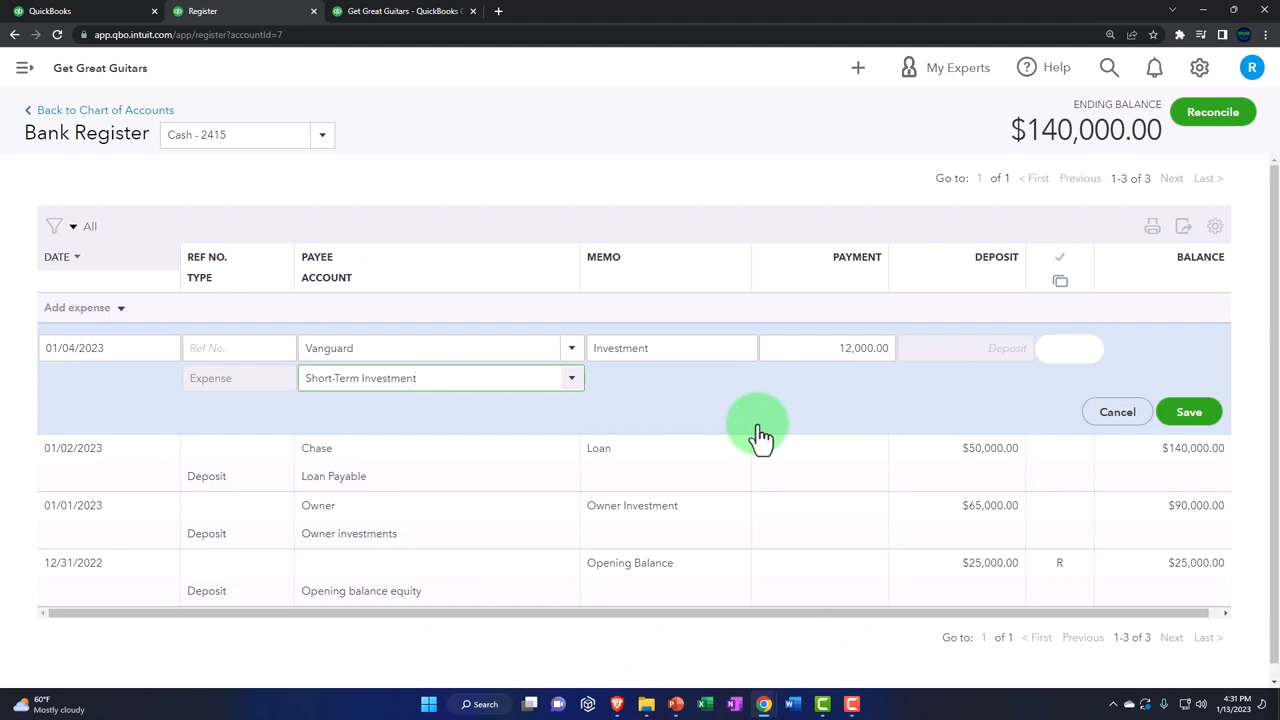 QuickBooks
Register
Get Great Guitars - QuickBooks C
app.qbo.intuit.com/app/register?accountId=7
Get Great Guitars
My Experts
Help
R
Back to Chart of Accounts
Bank Register
Cash - 2415
ENDING BALANCE
$140,000.00
Reconcile
Go to: 1 of 1 < First Previous 1-3 of 3 Next Last >
All
DATE REF NO. PAYEE MEMO PAYMENT DEPOSIT BALANCE
TYPE ACCOUNT
Add expense
01/04/2023 Ref No. Vanguard Investment 12,000.00 Deposit
Expense Short-Term Investment
Cancel Save
01/02/2023 Chase Loan $50,000.00 $140,000.00
Deposit Loan Payable
01/01/2023 Owner Owner Investment $65,000.00 $90,000.00
Deposit Owner investments
12/31/2022 Opening Balance $25,000.00 R $25,000.00
Deposit Opening balance equity
Go to: 1 of 1 < First Previous 1-3 of 3 Next Last >
60°F
Mostly cloudy
Search
4:31 PM
1/13/2023